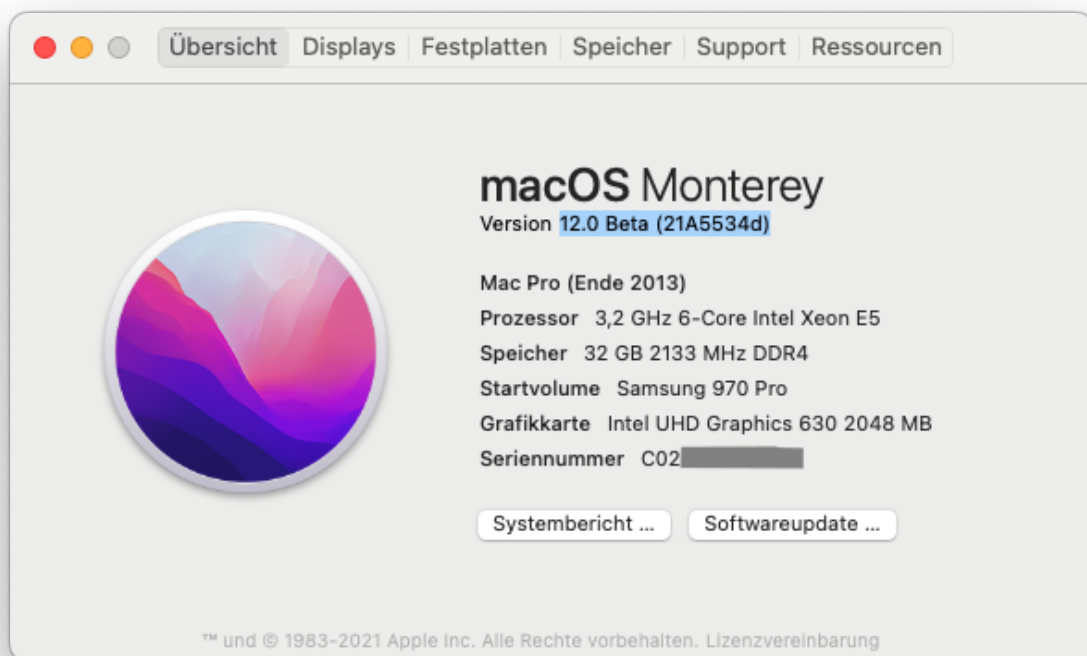 Übersicht Displays Festplatten Speicher Support Ressourcen
macOS Monterey
Version 12.0 Beta (21A5534d)
Mac Pro (Ende 2013)
Prozessor 3,2 GHz 6-Core Intel Xeon E5
Speicher 32 GB 2133 MHz DDR4
Startvolume Samsung 970 Pro
Grafikkarte Intel UHD Graphics 630 2048 MB
Seriennummer C02
Systembericht ... Softwareupdate ...
™ und © 1983-2021 Apple Inc. Alle Rechte vorbehalten. Lizenzvereinbarung